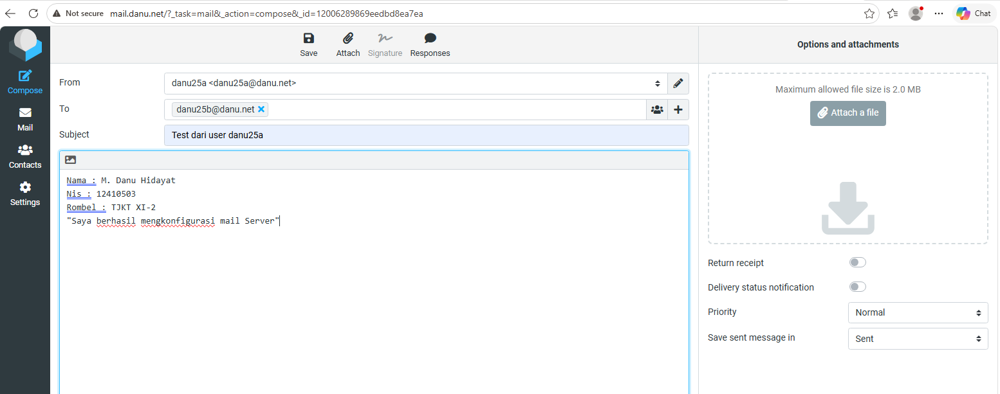 Not secure mail.danu.net/?_task=mail&_action=compose&_id=12006289869eedbd8ea7ea
Chat
Compose
Mail
Contacts
Settings
Save Attach Signature Responses
From danu25a <danu25a@danu.net>
To danu25b@danu.net
Subject Test dari user danu25a
Nama : M. Danu Hidayat
Nis : 12410503
Rombel : TJKT XI-2
"Saya berhasil mengkonfigurasi mail Server"
Options and attachments
Maximum allowed file size is 2.0 MB
Attach a file
Return receipt
Delivery status notification
Priority Normal
Save sent message in Sent